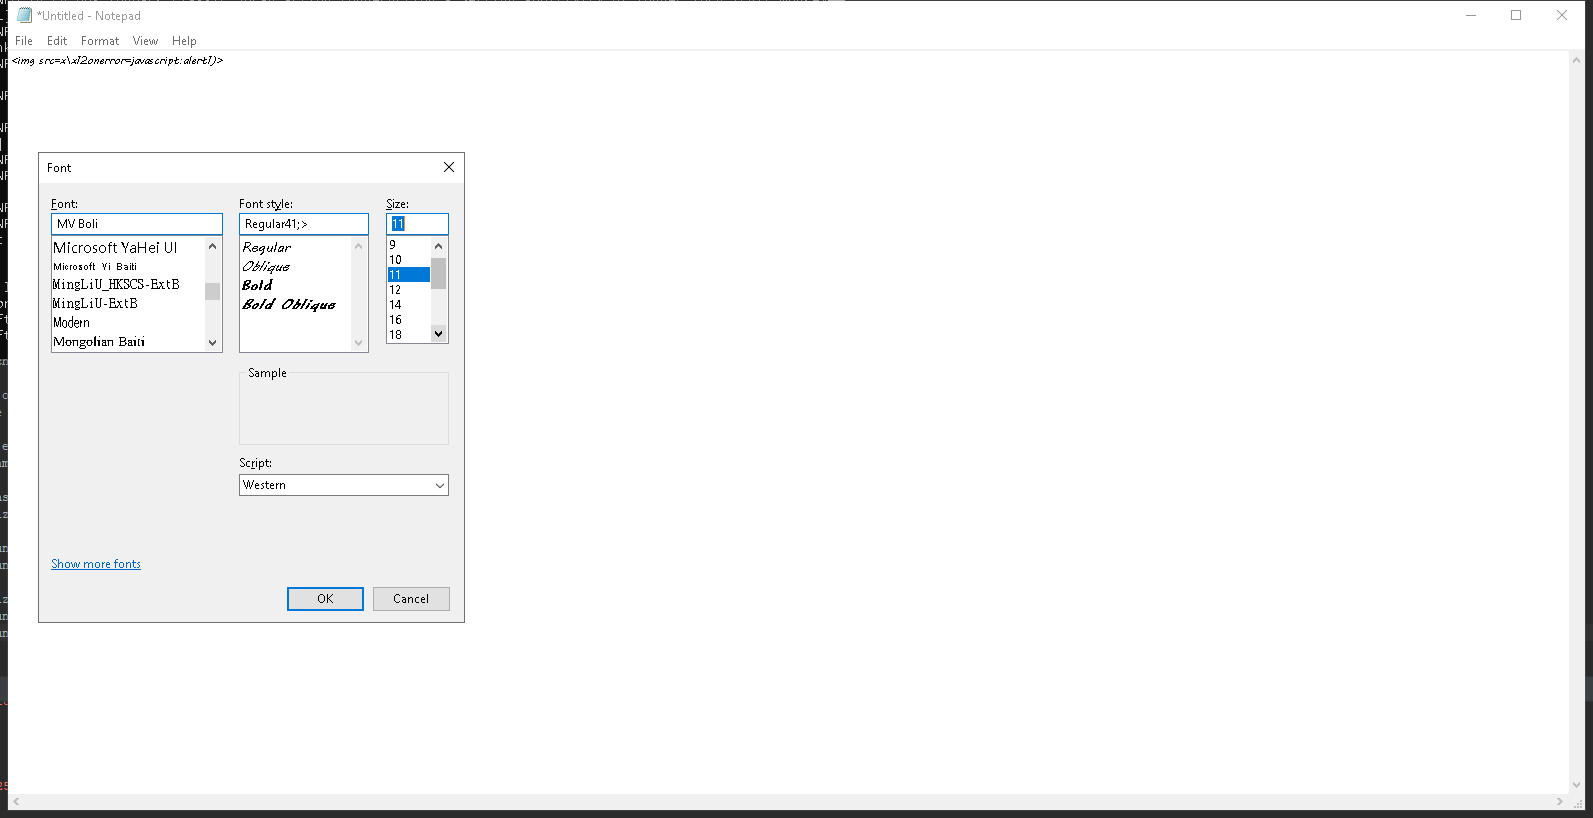 *Untitled - Notepad
File Edit Format View Help
<img src=x\x12onerror=javascript:alert1)>
Font
Font: Font style: Size:
MV Boli Regular41;> 11
Microsoft YaHei UI
Microsoft Yi Baiti
MingLiU_HKSCS-ExtB
MingLiU-ExtB
Modern
Mongolian Baiti
Regular
Oblique
Bold
Bold Oblique
9
10
11
12
14
16
18
Sample
Script:
Western
Show more fonts
OK Cancel